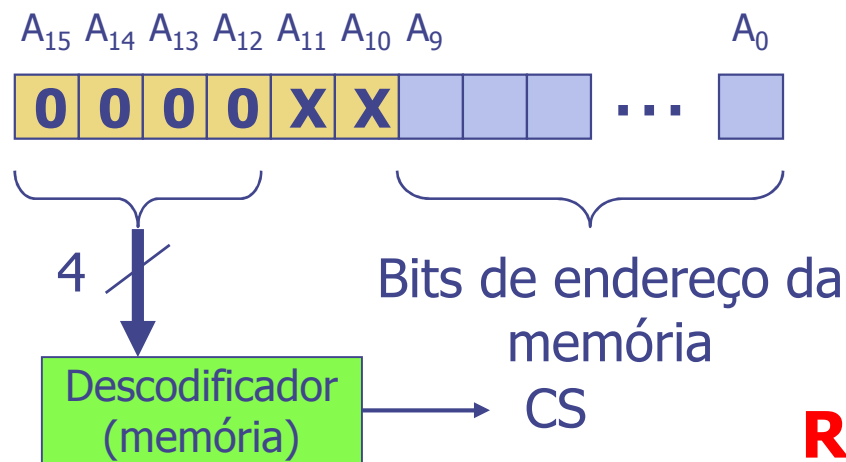 A₁₅ A₁₄ A₁₃ A₁₂ A₁₁ A₁₀ A₉ A₀
0 0 0 0 X X ...
4
Bits de endereço da
memória
Descodificador
(memória)
CS
R